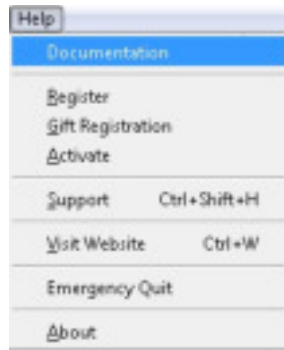 Help
Documentation
Register
Gift Registration
Activate
Support Ctrl+Shift+H
Visit Website Ctrl+W
Emergency Quit
About